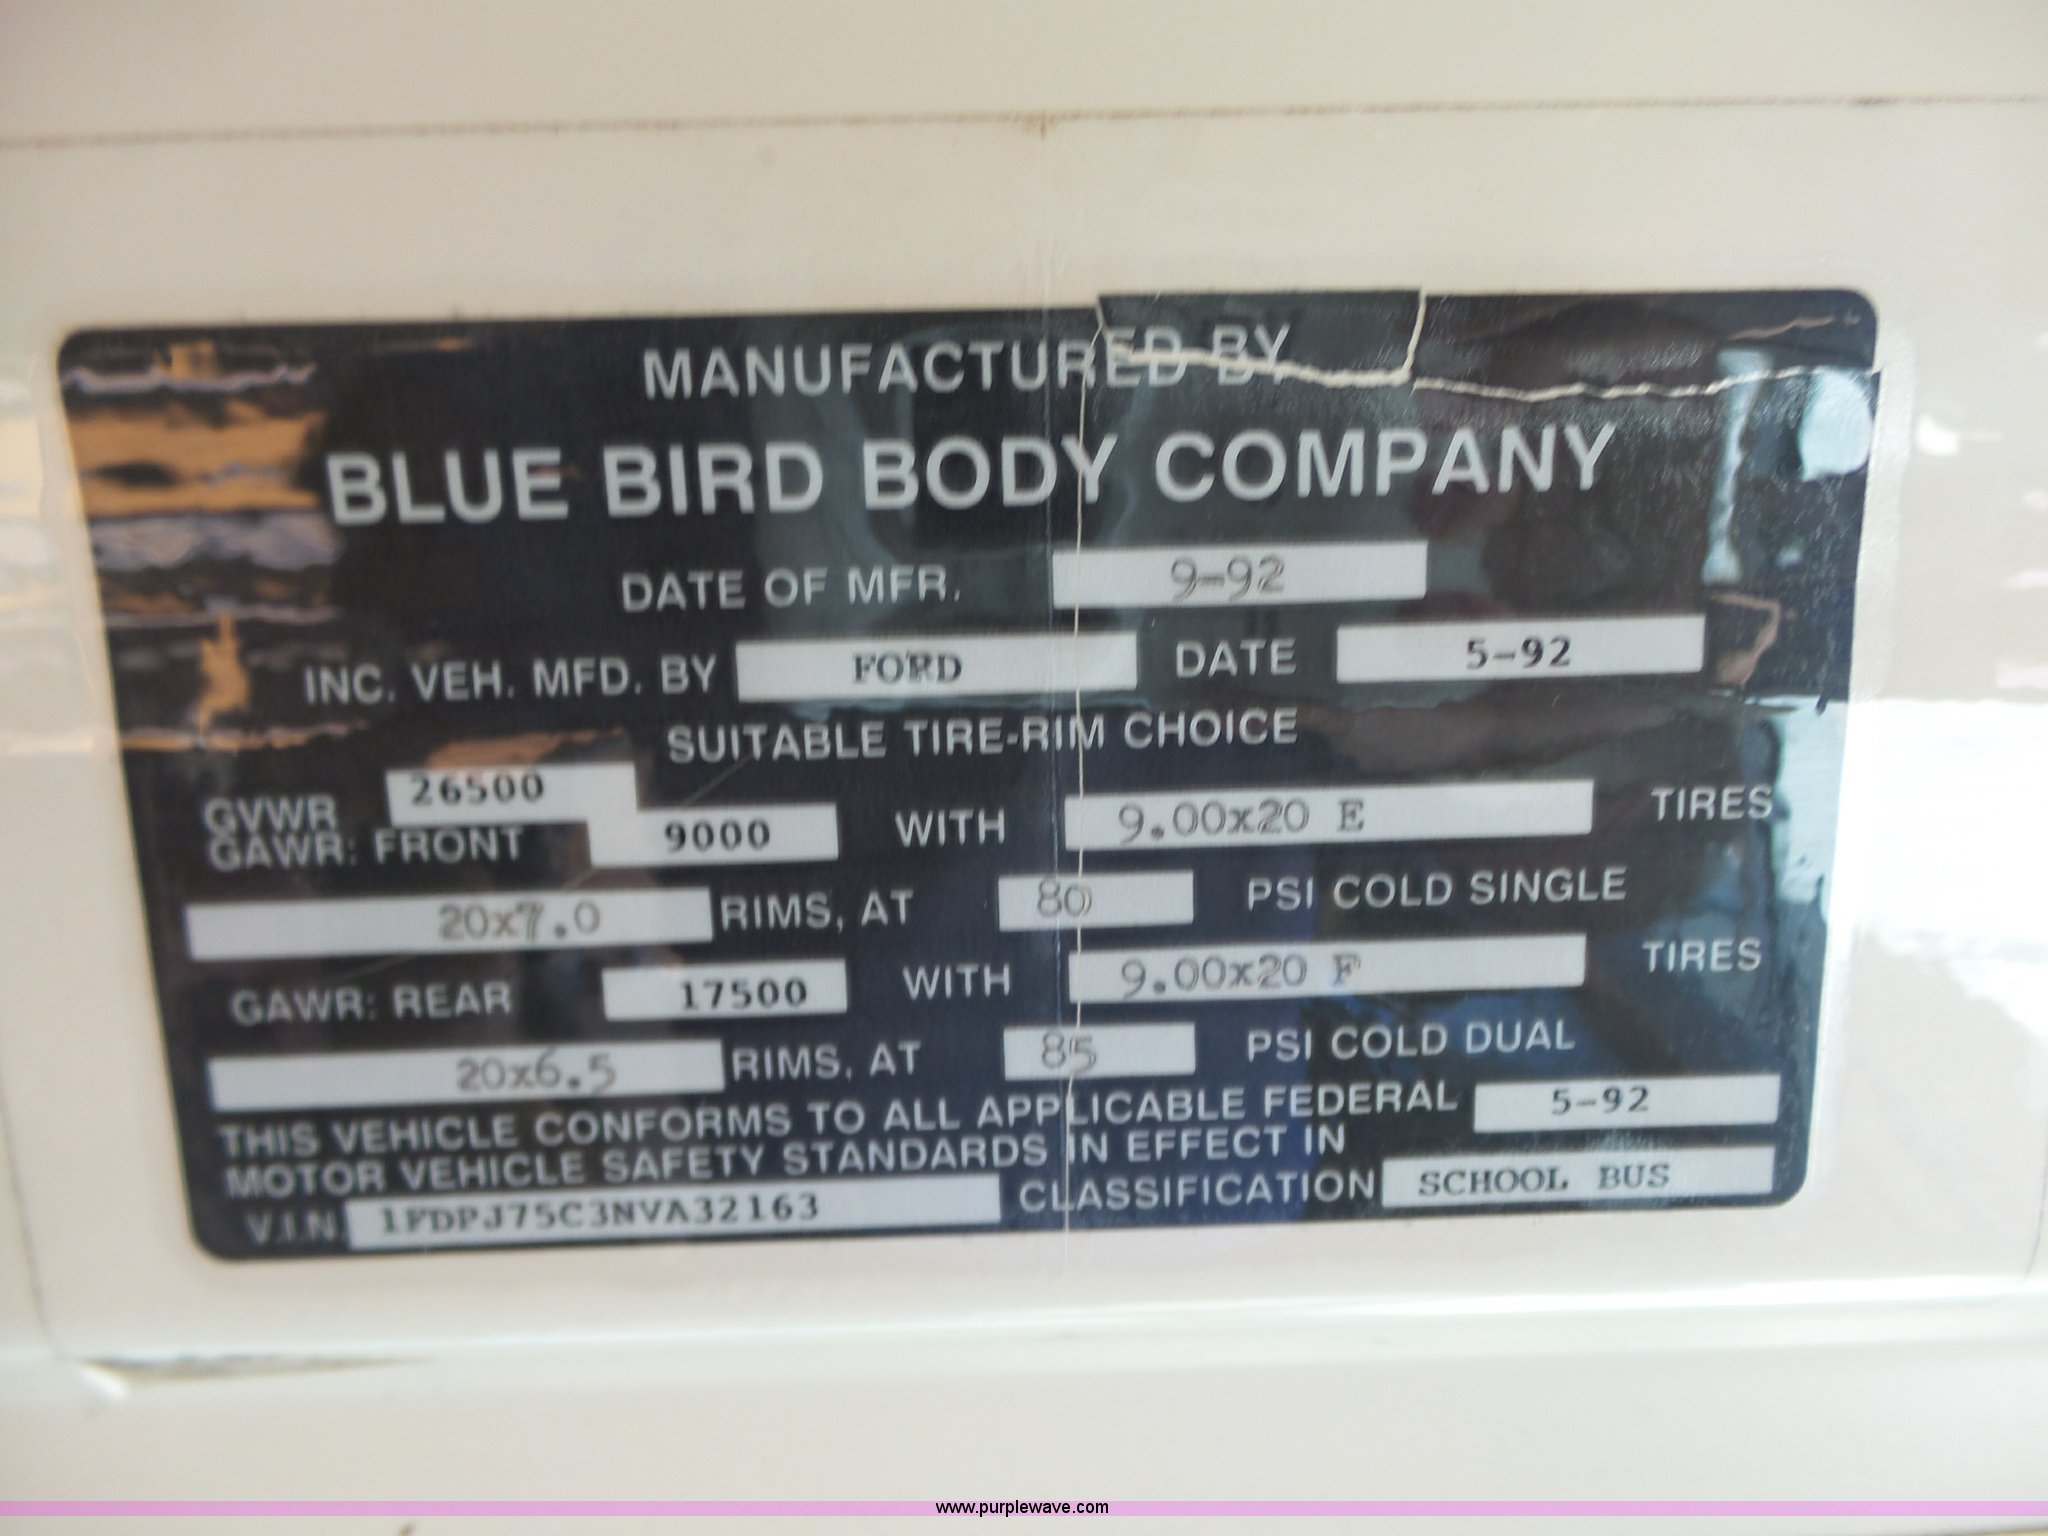 MANUFACTURED BY
BLUE BIRD BODY COMPANY
DATE OF MFR. 9-92
INC. VEH. MFD. BY FORD DATE 5-92
SUITABLE TIRE-RIM CHOICE
GVWR 26500
GAWR: FRONT 9000 WITH 9.00x20 E TIRES
20x7.0 RIMS, AT 80 PSI COLD SINGLE
GAWR: REAR 17500 WITH 9.00x20 F TIRES
20x6.5 RIMS, AT 85 PSI COLD DUAL
THIS VEHICLE CONFORMS TO ALL APPLICABLE FEDERAL 5-92
MOTOR VEHICLE SAFETY STANDARDS IN EFFECT IN
V.I.N. 1FDPJ75C3NVA32163 CLASSIFICATION SCHOOL BUS
www.purplewave.com